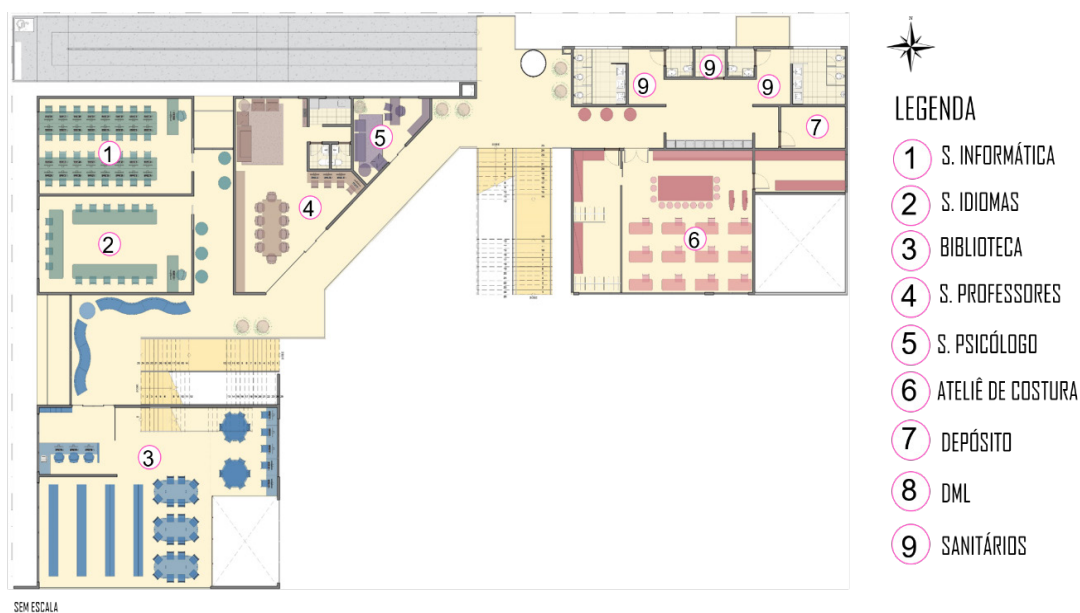 9
9
9
7
5
1
4
2
6
3
LEGENDA
1 S. INFORMÁTICA
2 S. IDIOMAS
3 BIBLIOTECA
4 S. PROFESSORES
5 S. PSICÓLOGO
6 ATELIÊ DE COSTURA
7 DEPÓSITO
8 DML
9 SANITÁRIOS
SEM ESCALA